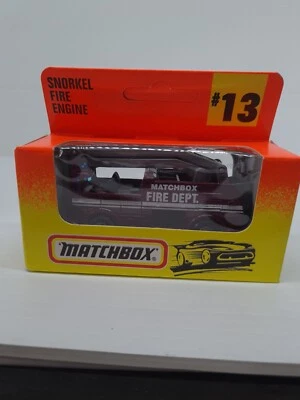 SNORKEL
FIRE
ENGINE
#13
MATCHBOX
FIRE DEPT.
MATCHBOX